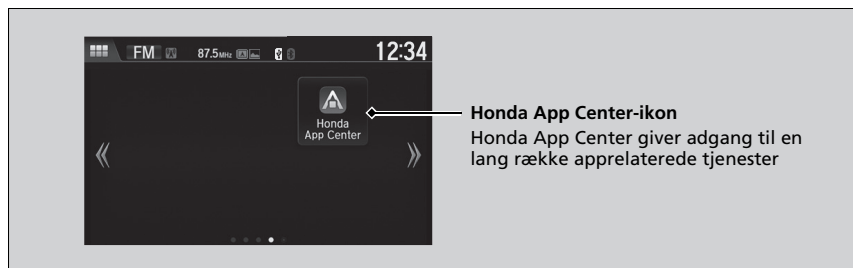 FM 87.5MHz 12:34
Honda
App Center
Honda App Center-ikon
Honda App Center giver adgang til en
lang række apprelaterede tjenester